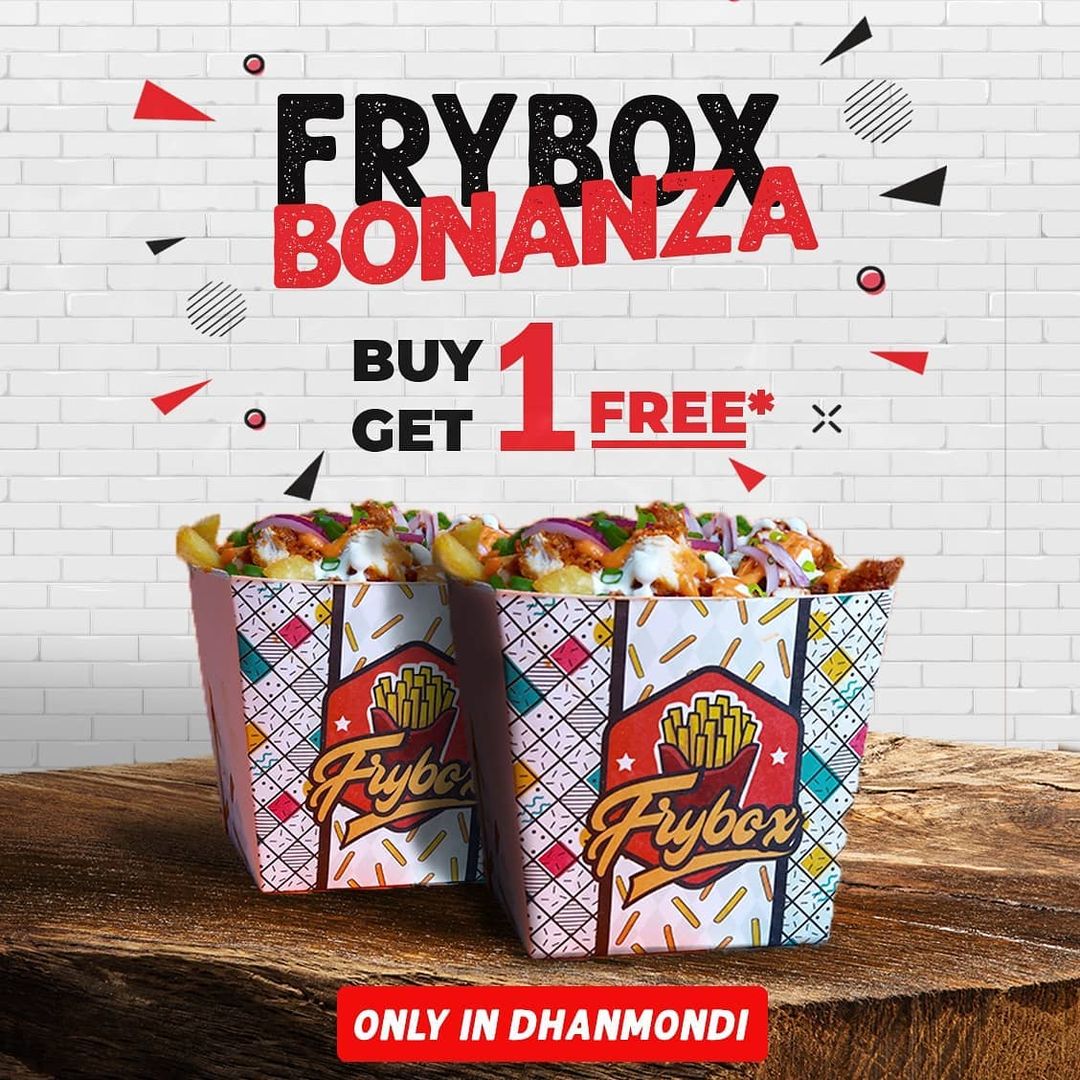 FRYBOX
BONANZA
BUY 1
GET 1 FREE*
Frybox
Frybox
ONLY IN DHANMONDI